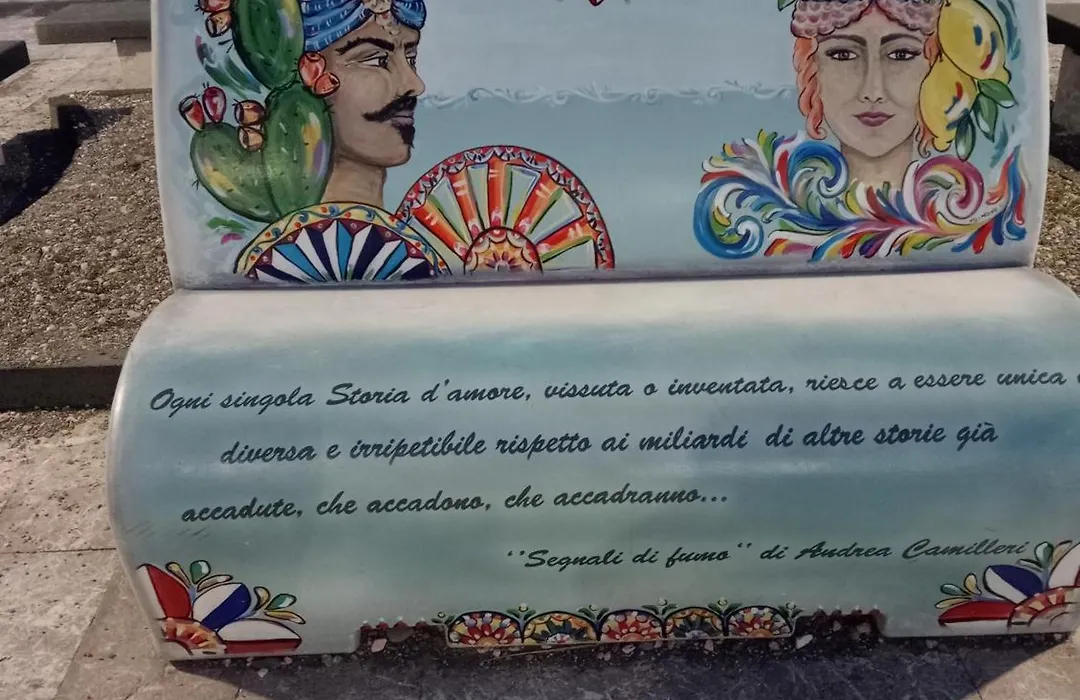 Ogni singola Storia d'amore, vissuta o inventata, riesce a essere unica
diversa e irripetibile rispetto ai miliardi di altre storie già
accadute, che accadono, che accadranno...
''Segnali di fumo'' di Andrea Camilleri